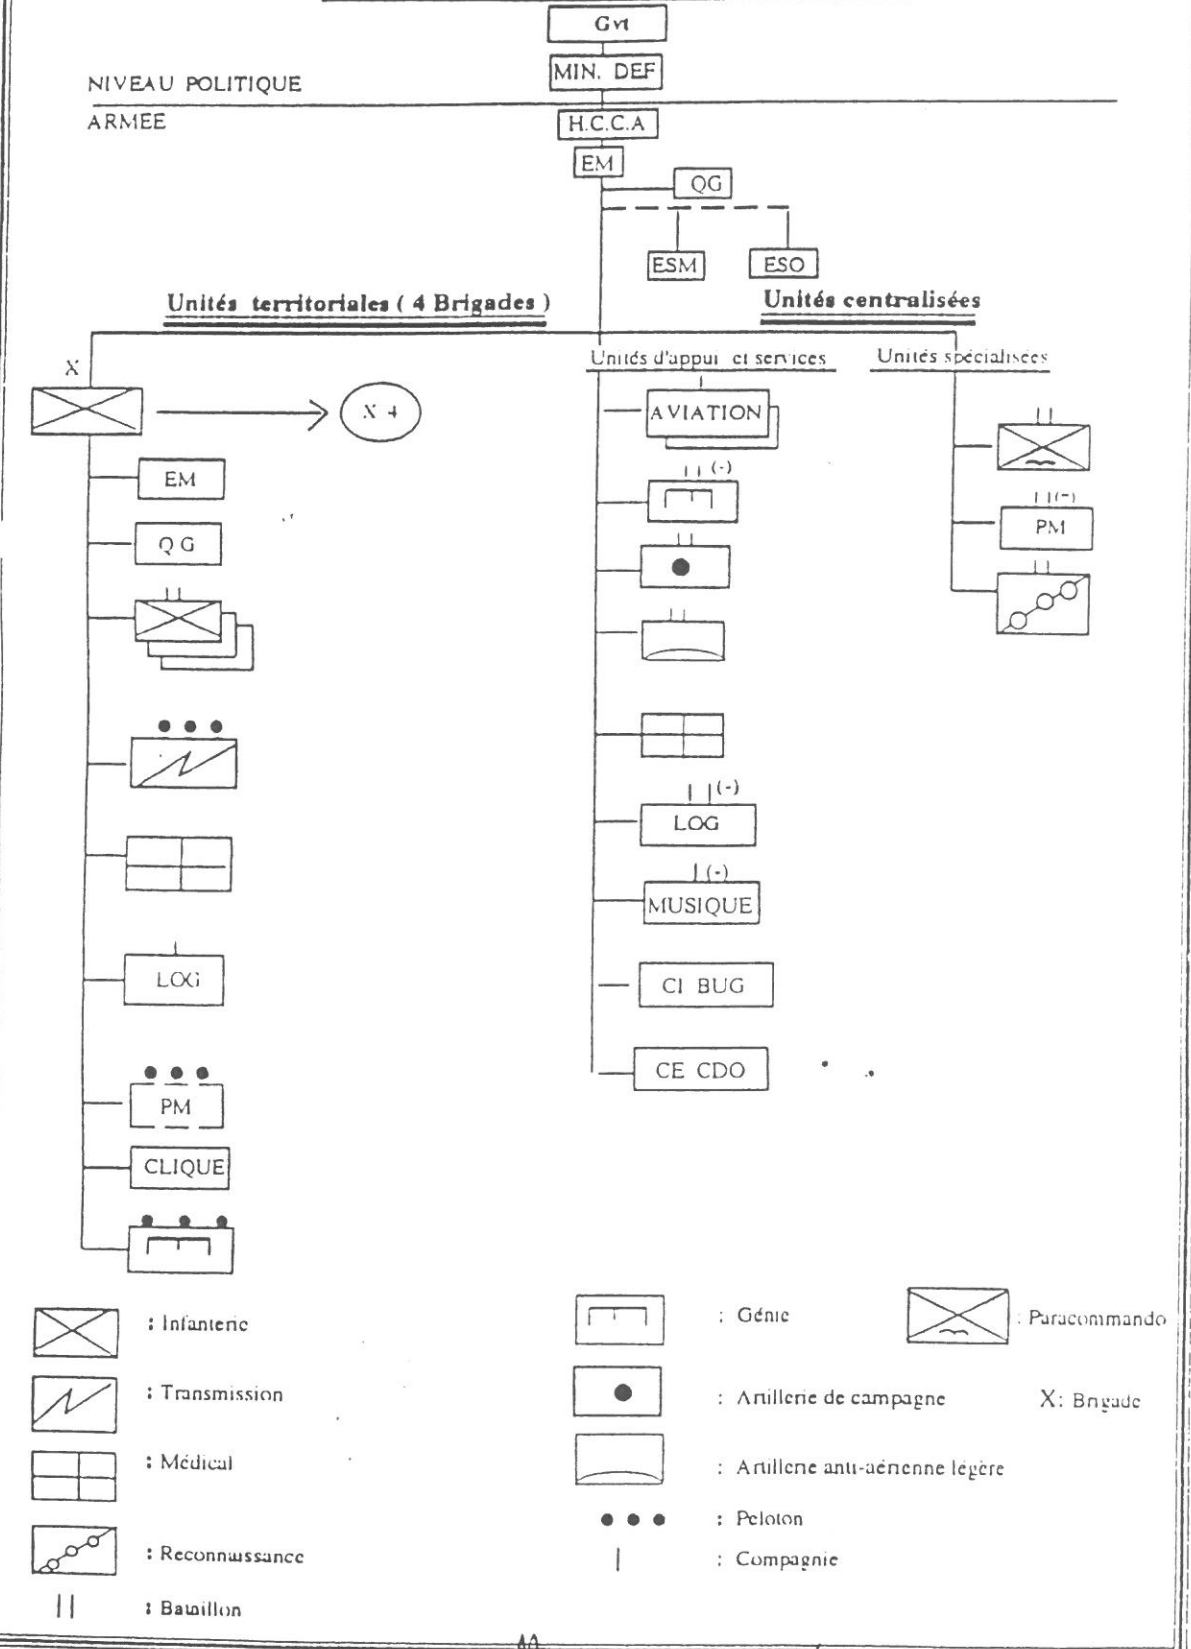 Gvt
MIN. DEF
NIVEAU POLITIQUE
ARMEE
H.C.C.A
EM
QG
ESM
ESO
Unités territoriales ( 4 Brigades )
Unités centralisées
Unités d'appui et services
Unités spécialisées
X
X 4
EM
QG
LOG
PM
CLIQUE
AVIATION
(-)
(-)
LOG
(-)
MUSIQUE
CI BUG
CE CDO
(-)
PM
: Infanterie
: Transmission
: Médical
: Reconnaissance
: Bataillon
: Génie
: Artillerie de campagne
: Artillerie anti-aérienne légère
: Peloton
: Compagnie
: Paracommando
X: Brigade